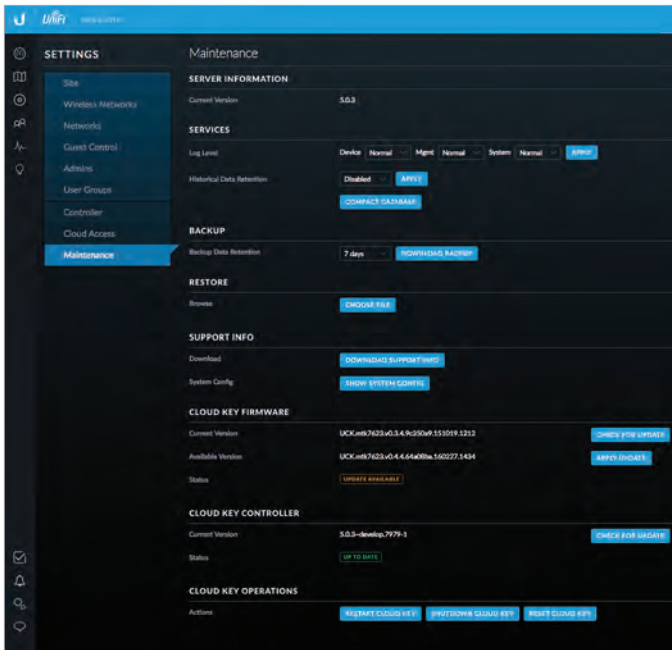 UniFi
SETTINGS
Site
Wireless Networks
Networks
Guest Control
Admins
User Groups
Controller
Cloud Access
Maintenance
Maintenance
SERVER INFORMATION
Current Version 5.0.3
SERVICES
Log Level Device Normal Mgmt Normal System Normal APPLY
Historical Data Retention Disabled APPLY
COMPACT DATABASE
BACKUP
Backup Data Retention 7 days DOWNLOAD BACKUP
RESTORE
Browse CHOOSE FILE
SUPPORT INFO
Download DOWNLOAD SUPPORT INFO
System Config SHOW SYSTEM CONFIG
CLOUD KEY FIRMWARE
Current Version UCK.mtk7623.v0.3.4.9c350a9.151019.1212 CHECK FOR UPDATE
Available Version UCK.mtk7623.v0.4.4.64a08ba.160227.1434 APPLY UPDATE
Status UPDATE AVAILABLE
CLOUD KEY CONTROLLER
Current Version 5.0.3~develop.7979-1 CHECK FOR UPDATE
Status UP TO DATE
CLOUD KEY OPERATIONS
Actions RESTART CLOUD KEY SHUTDOWN CLOUD KEY RESET CLOUD KEY